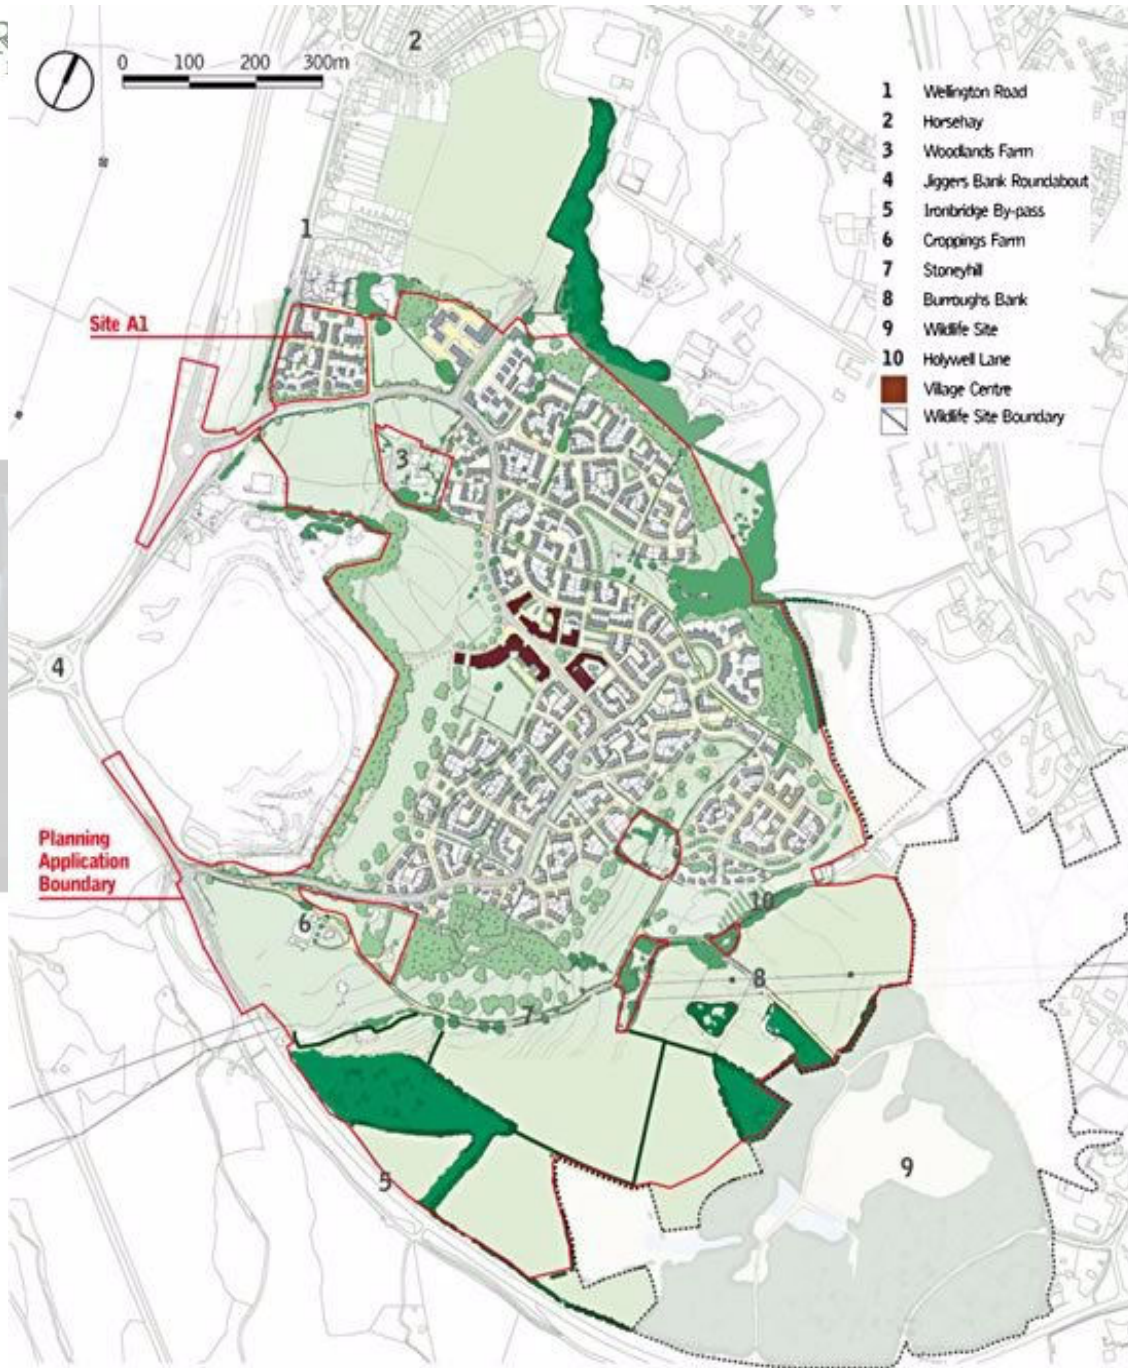 0 100 200 300m
2
1 Wellington Road
2 Horsehay
3 Woodlands Farm
4 Jiggers Bank Roundabout
5 Ironbridge By-pass
6 Croppings Farm
7 Stoneyhill
8 Burroughs Bank
9 Wildlife Site
10 Holywell Lane
Village Centre
Wildlife Site Boundary
1
Site A1
3
4
Planning
Application
Boundary
10
6
8
7
9
5